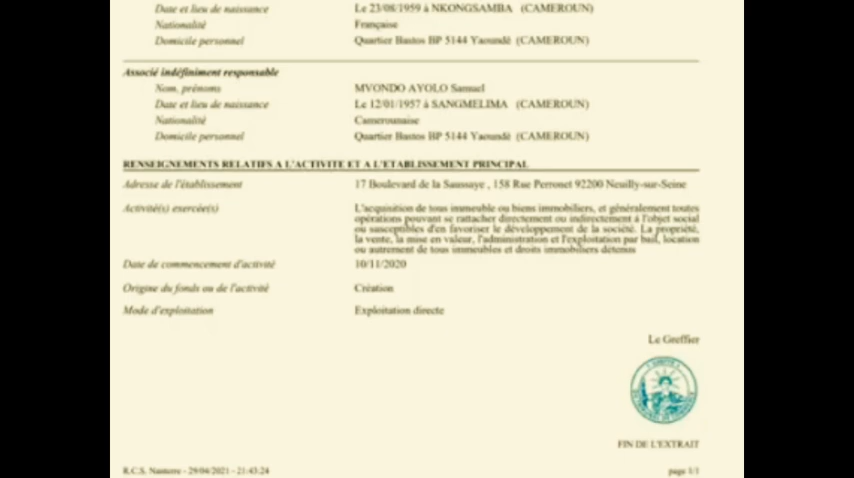 Date et lieu de naissance Le 23/08/1959 à NKONGSAMBA (CAMEROUN)
Nationalité Française
Domicile personnel Quartier Bastos BP 5144 Yaoundé (CAMEROUN)
Associé indéfiniment responsable
Nom, prénoms MVONDO AYOLO Samuel
Date et lieu de naissance Le 12/01/1957 à SANGMELIMA (CAMEROUN)
Nationalité Camerounaise
Domicile personnel Quartier Bastos BP 5144 Yaoundé (CAMEROUN)
RENSEIGNEMENTS RELATIFS A L'ACTIVITE ET A L'ETABLISSEMENT PRINCIPAL
Adresse de l'établissement 17 Boulevard de la Saussaye , 158 Rue Perronet 92200 Neuilly-sur-Seine
Activité(s) exercée(s) L'acquisition de tous immeuble ou biens immobiliers, et généralement toutes
opérations pouvant se rattacher directement ou indirectement à l'objet social
ou susceptibles d'en favoriser le développement de la société. La propriété,
la vente, la mise en valeur, l'administration et l'exploitation par bail, location
ou autrement de tous immeubles et droits immobiliers détenus
Date de commencement d'activité 10/11/2020
Origine du fonds ou de l'activité Création
Mode d'exploitation Exploitation directe
Le Greffier
FIN DE L'EXTRAIT
R.C.S. Nanterre - 29/04/2021 - 21:43:24 page 1/1